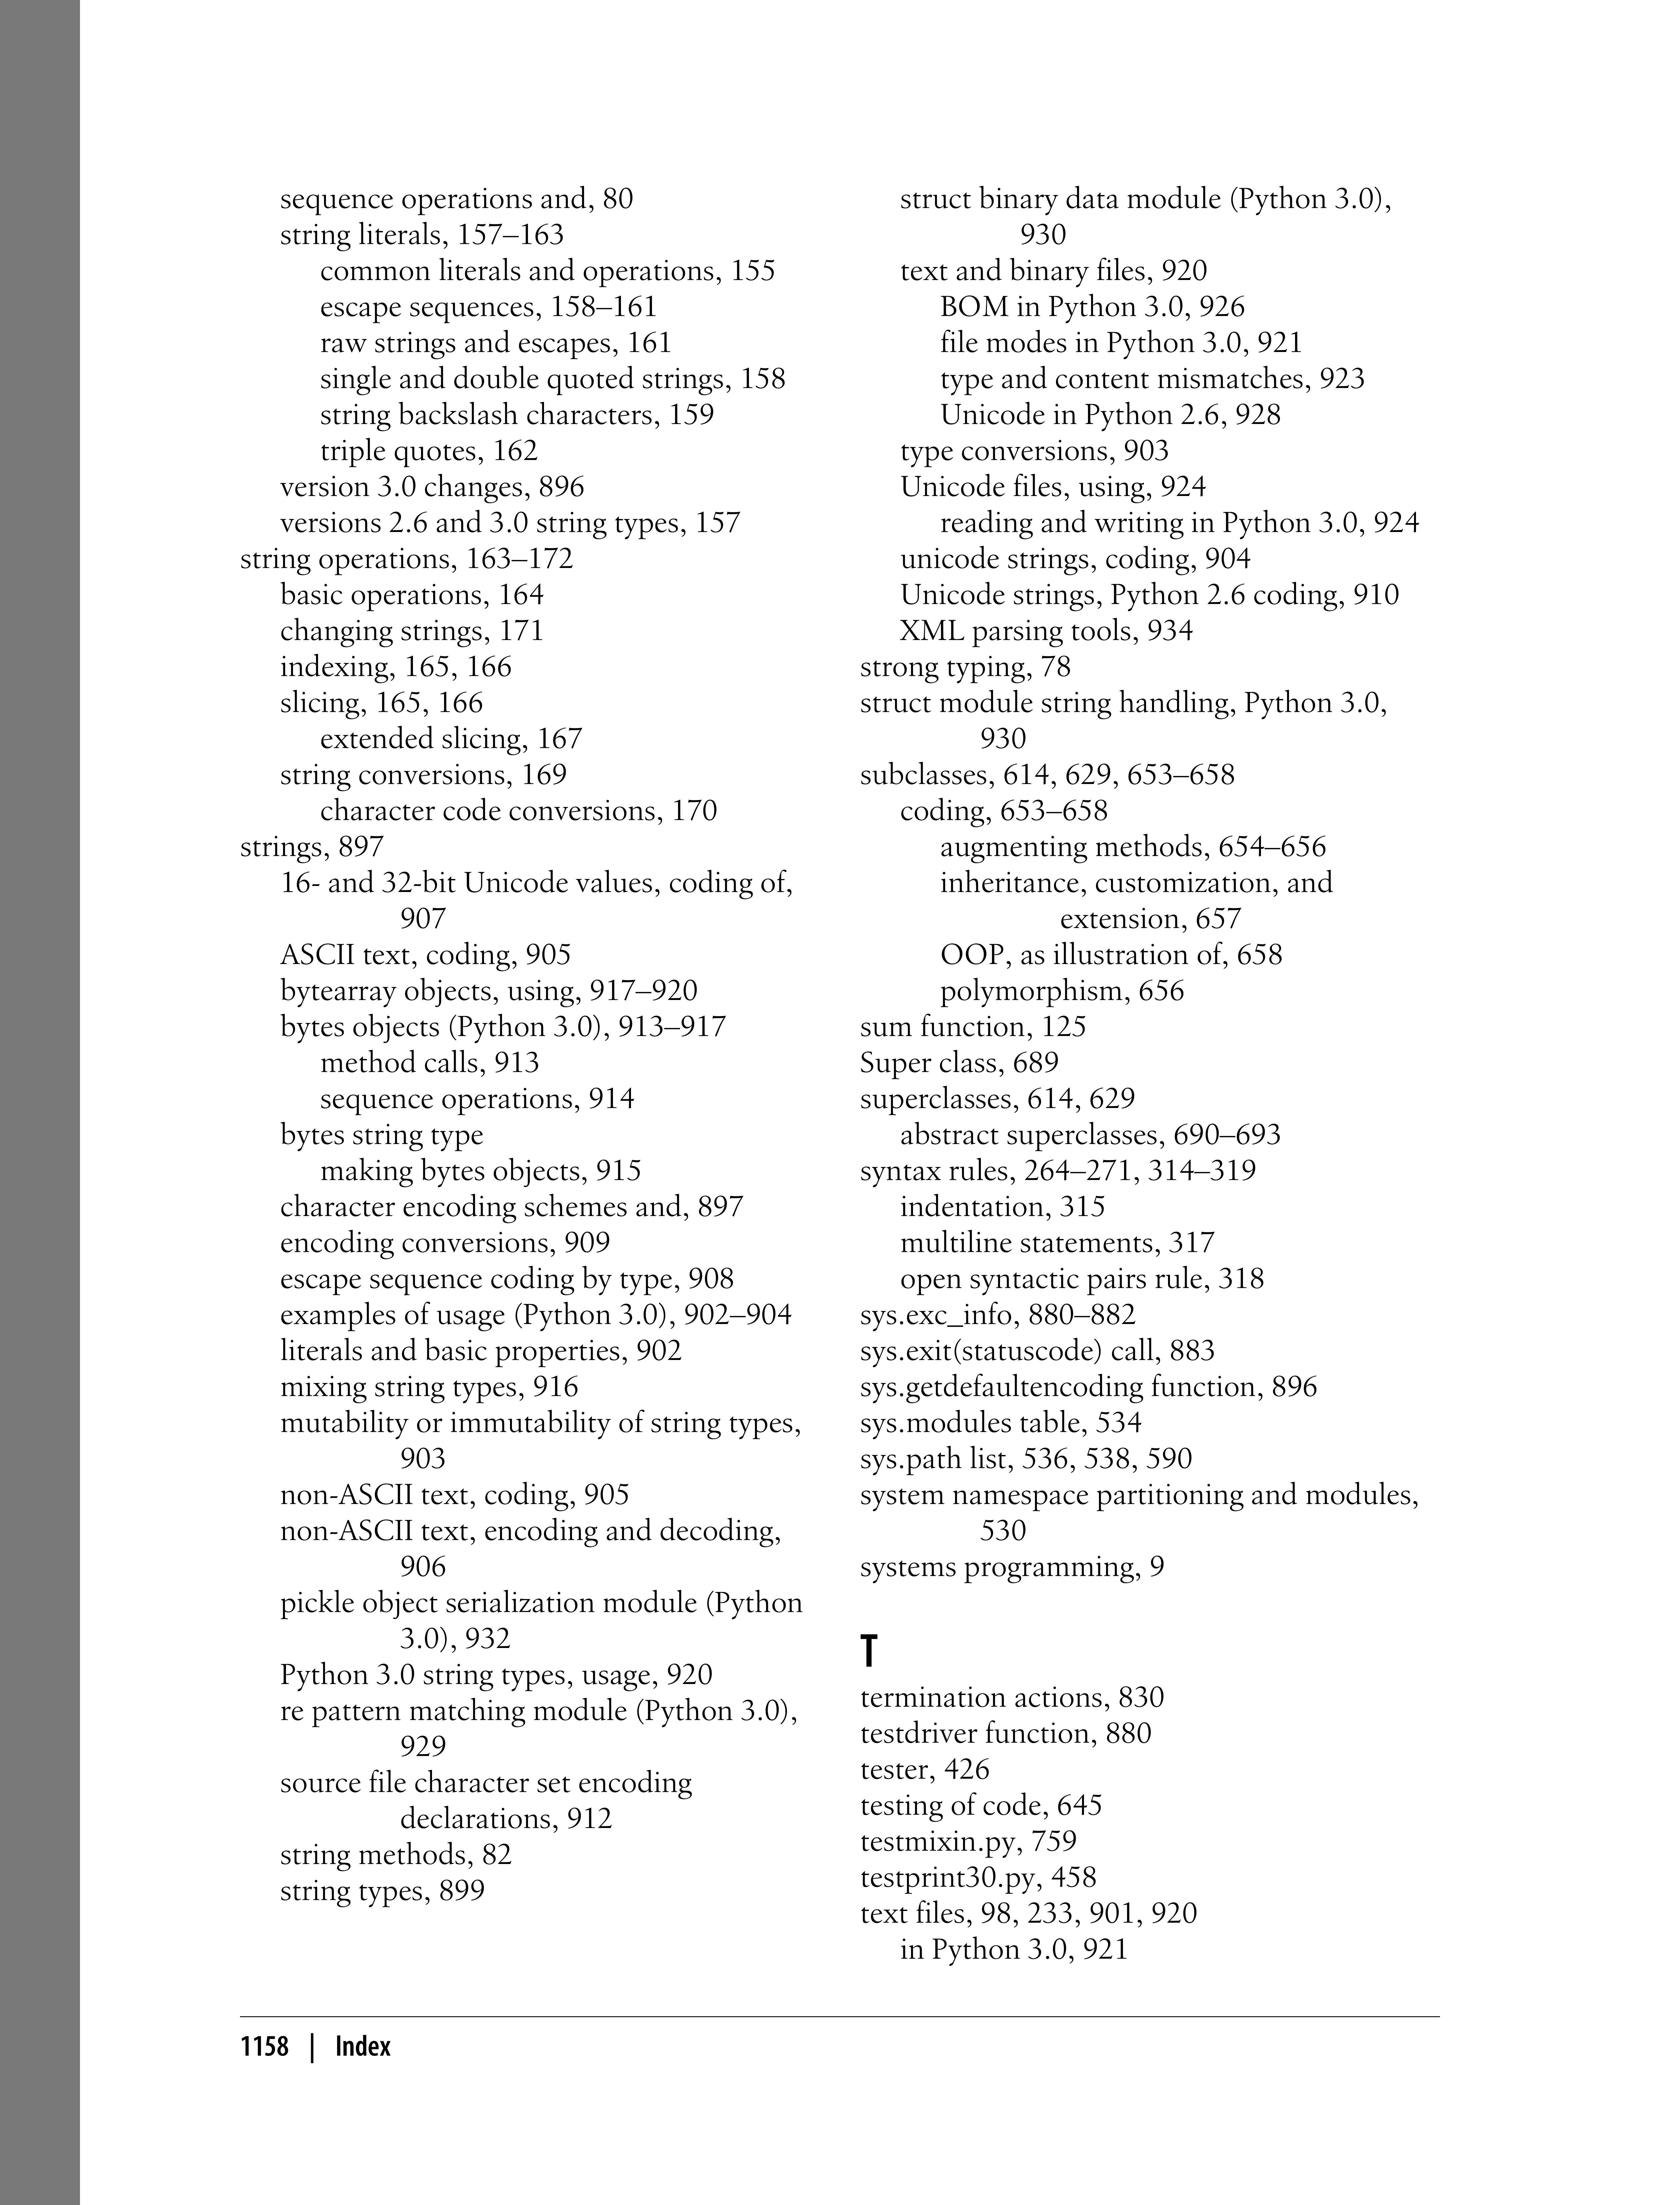 sequence operations and, 80
string literals, 157–163
common literals and operations, 155
escape sequences, 158–161
raw strings and escapes, 161
single and double quoted strings, 158
string backslash characters, 159
triple quotes, 162
version 3.0 changes, 896
versions 2.6 and 3.0 string types, 157
string operations, 163–172
basic operations, 164
changing strings, 171
indexing, 165, 166
slicing, 165, 166
extended slicing, 167
string conversions, 169
character code conversions, 170
strings, 897
16- and 32-bit Unicode values, coding of,
907
ASCII text, coding, 905
bytearray objects, using, 917–920
bytes objects (Python 3.0), 913–917
method calls, 913
sequence operations, 914
bytes string type
making bytes objects, 915
character encoding schemes and, 897
encoding conversions, 909
escape sequence coding by type, 908
examples of usage (Python 3.0), 902–904
literals and basic properties, 902
mixing string types, 916
mutability or immutability of string types,
903
non-ASCII text, coding, 905
non-ASCII text, encoding and decoding,
906
pickle object serialization module (Python
3.0), 932
Python 3.0 string types, usage, 920
re pattern matching module (Python 3.0),
929
source file character set encoding
declarations, 912
string methods, 82
string types, 899
struct binary data module (Python 3.0),
930
text and binary files, 920
BOM in Python 3.0, 926
file modes in Python 3.0, 921
type and content mismatches, 923
Unicode in Python 2.6, 928
type conversions, 903
Unicode files, using, 924
reading and writing in Python 3.0, 924
unicode strings, coding, 904
Unicode strings, Python 2.6 coding, 910
XML parsing tools, 934
strong typing, 78
struct module string handling, Python 3.0,
930
subclasses, 614, 629, 653–658
coding, 653–658
augmenting methods, 654–656
inheritance, customization, and
extension, 657
OOP, as illustration of, 658
polymorphism, 656
sum function, 125
Super class, 689
superclasses, 614, 629
abstract superclasses, 690–693
syntax rules, 264–271, 314–319
indentation, 315
multiline statements, 317
open syntactic pairs rule, 318
sys.exc_info, 880–882
sys.exit(statuscode) call, 883
sys.getdefaultencoding function, 896
sys.modules table, 534
sys.path list, 536, 538, 590
system namespace partitioning and modules,
530
systems programming, 9
T
termination actions, 830
testdriver function, 880
tester, 426
testing of code, 645
testmixin.py, 759
testprint30.py, 458
text files, 98, 233, 901, 920
in Python 3.0, 921
1158 | Index